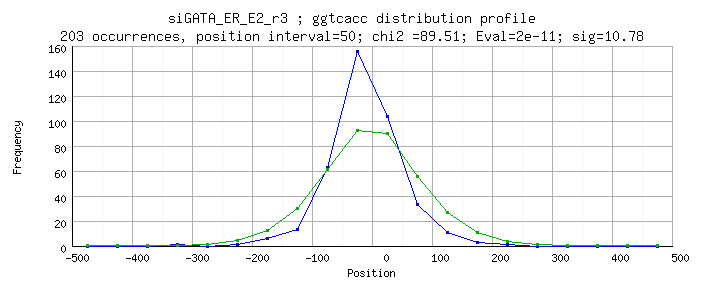 siGATA_ER_E2_r3 ; ggtcacc distribution profile
203 occurrences, position interval=50; chi2 =89.51; Eval=2e-11; sig=10.78
160
140
120
100
80
60
40
20
0
Frequency
-500 -400 -300 -200 -100 0 100 200 300 400 500
Position